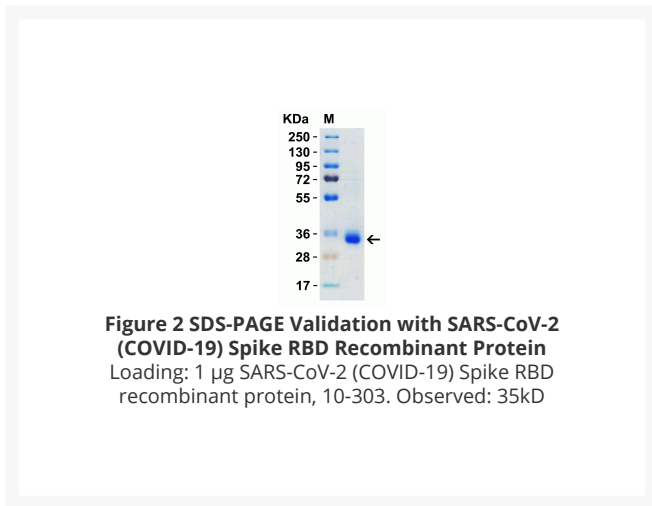 KDa M
250 -
130 -
95 -
72 -
55 -
36 -
28 -
17 -
Figure 2 SDS-PAGE Validation with SARS-CoV-2
(COVID-19) Spike RBD Recombinant Protein
Loading: 1 μg SARS-CoV-2 (COVID-19) Spike RBD
recombinant protein, 10-303. Observed: 35kD